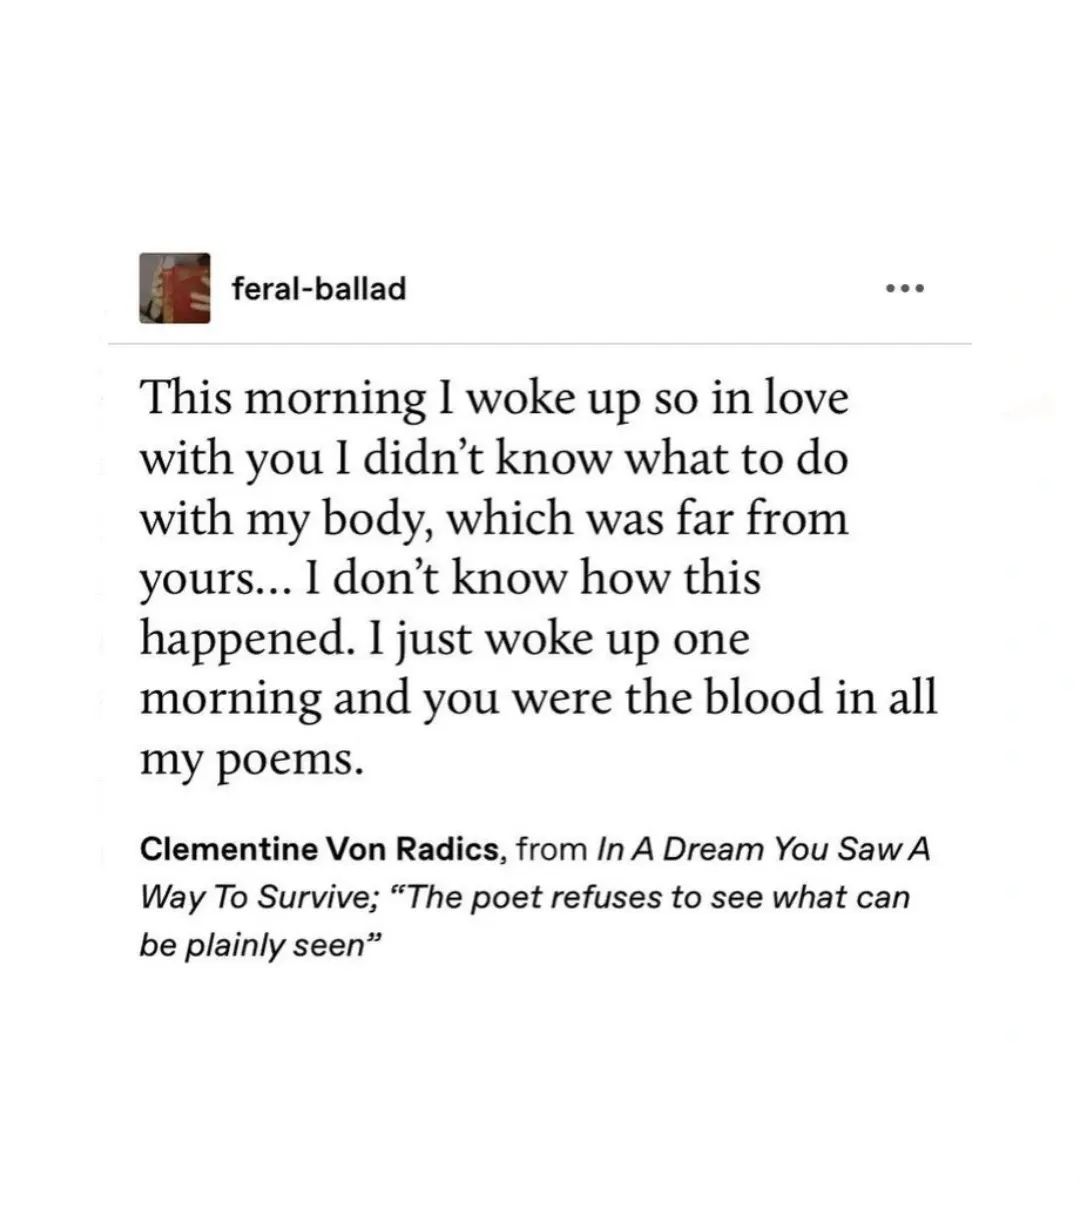 feral-ballad
This morning I woke up so in love
with you I didn’t know what to do
with my body, which was far from
yours... I don’t know how this
happened. I just woke up one
morning and you were the blood in all
my poems.
Clementine Von Radics, from In A Dream You Saw A
Way To Survive; “The poet refuses to see what can
be plainly seen”